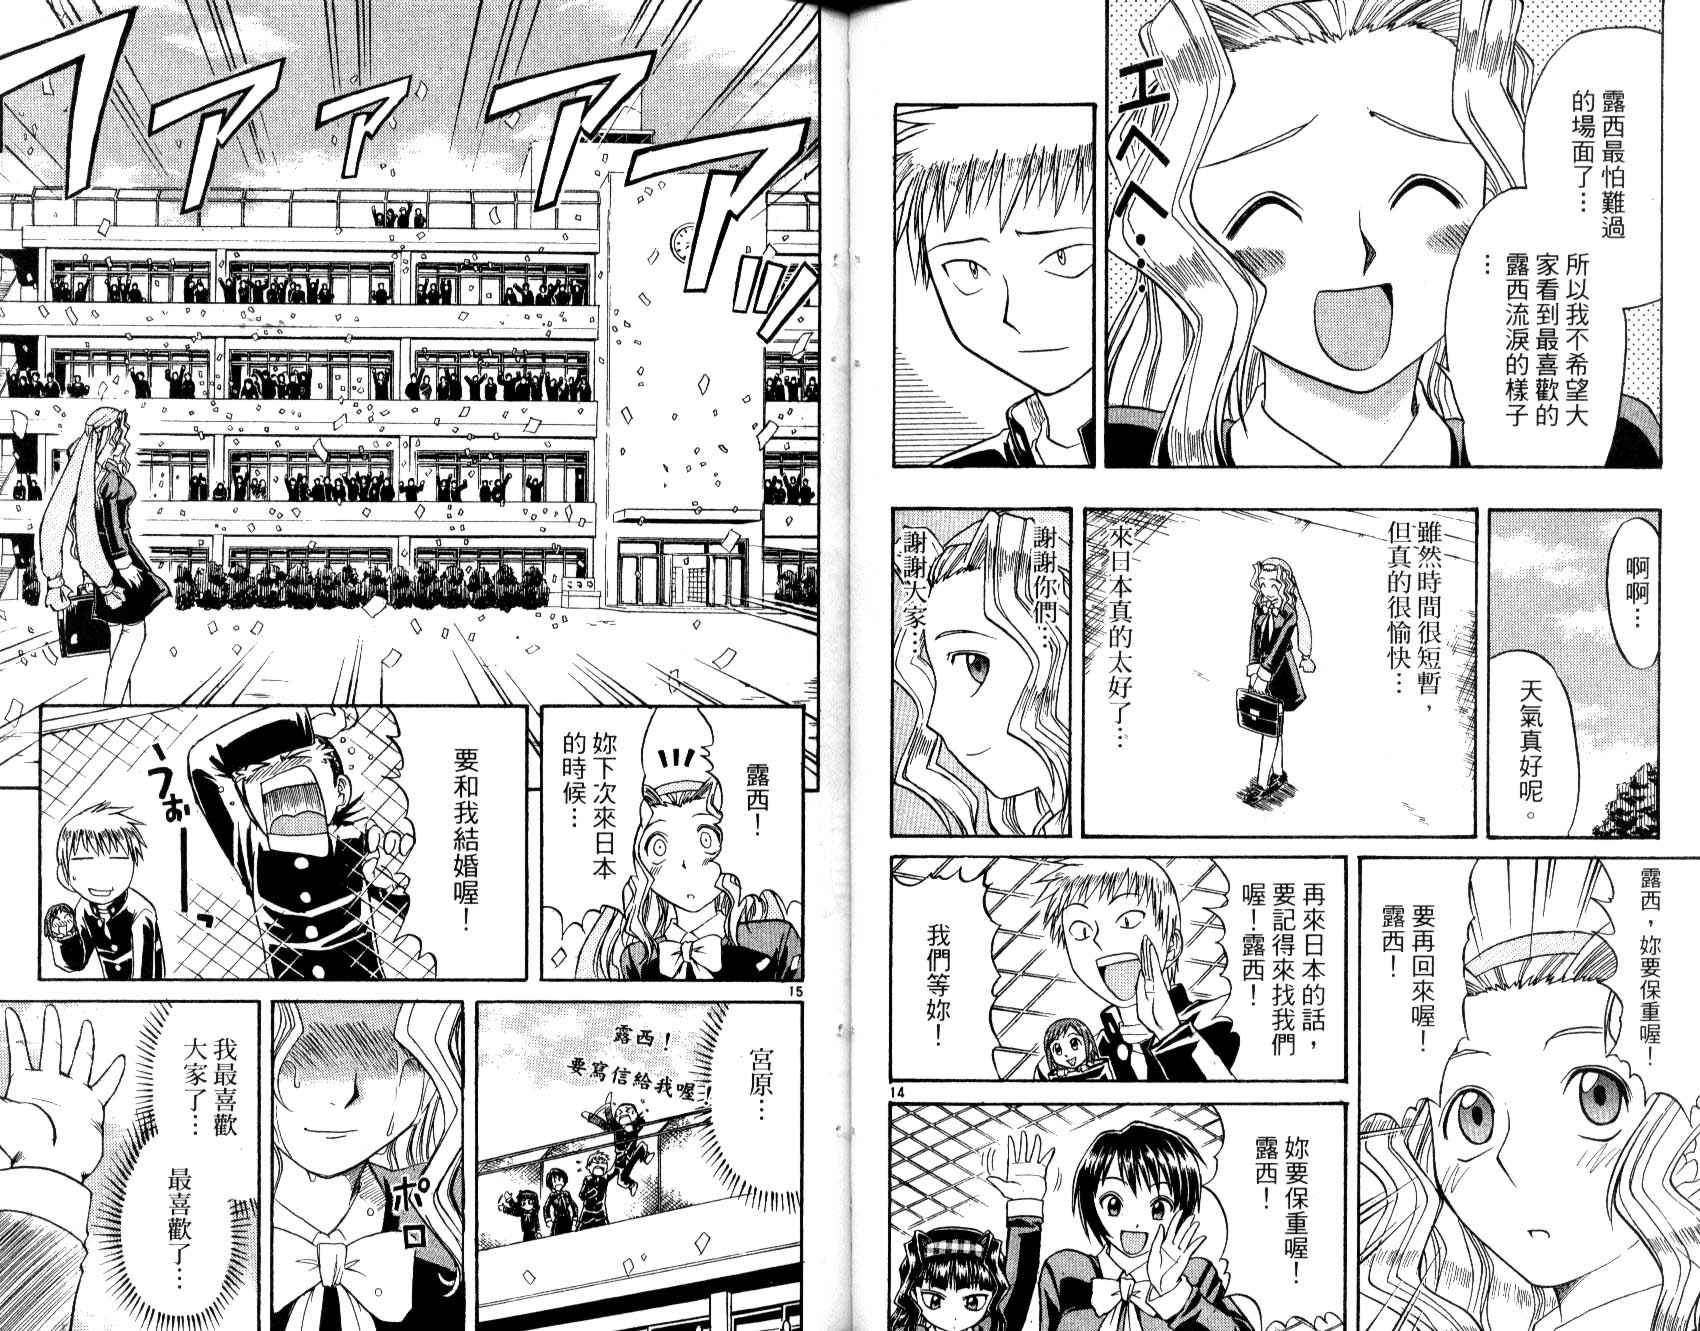 露西最怕難過
的場面了…
所以我不希望大
家看到最喜歡的
露西流淚的樣子
…
エヘへ…
啊啊…
天氣真好呢。
雖然時間很短暫，
但真的很愉快…
來日本真的太好了…
謝謝你們…
謝謝大家…
露西，妳要保重喔！
要再回來喔！
露西！
再來日本的話，
要記得來找我們
喔！露西！
我們等妳！
14
妳要保重喔！
露西！
ワアアアア
露西！
妳下次來日本
的時候…
要和我結婚喔！
いつぉー
15
宮原…
露西！
要寫信給我喔！
ポロ
我最喜歡
大家了…
最喜歡了…